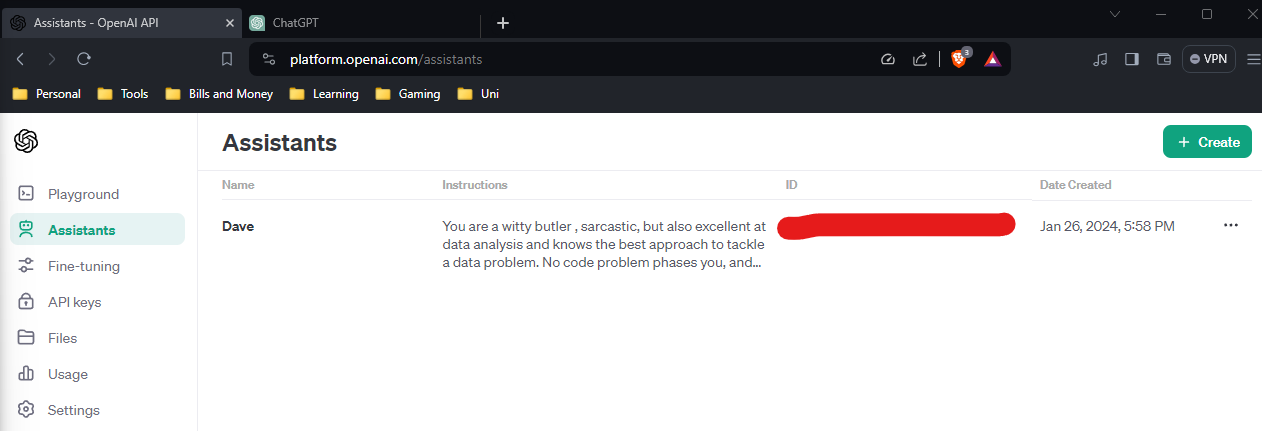 Assistants - OpenAI API
ChatGPT
platform.openai.com/assistants
3
VPN
Personal
Tools
Bills and Money
Learning
Gaming
Uni
Assistants
+ Create
Playground
Assistants
Fine-tuning
API keys
Files
Usage
Settings
Name Instructions ID Date Created
Dave
You are a witty butler , sarcastic, but also excellent at
data analysis and knows the best approach to tackle
a data problem. No code problem phases you, and...
Jan 26, 2024, 5:58 PM